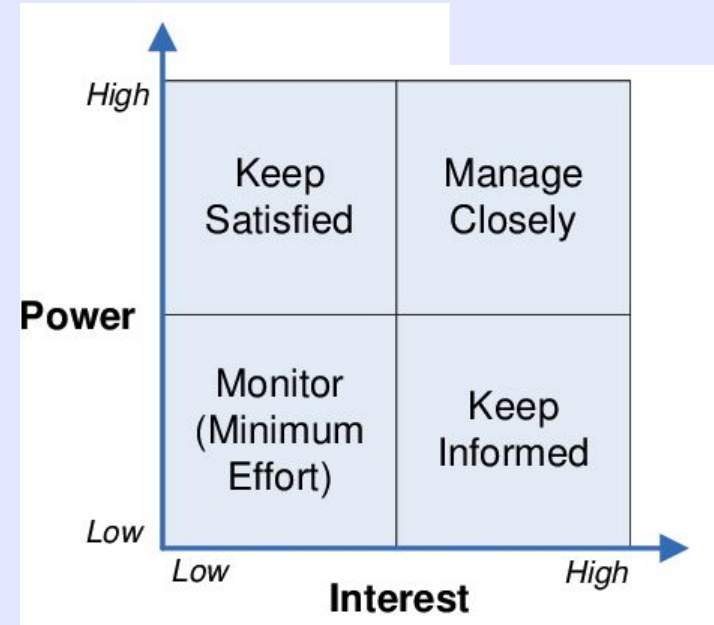 High
Keep
Satisfied
Manage
Closely
Power
Monitor
(Minimum
Effort)
Keep
Informed
Low
Low
High
Interest